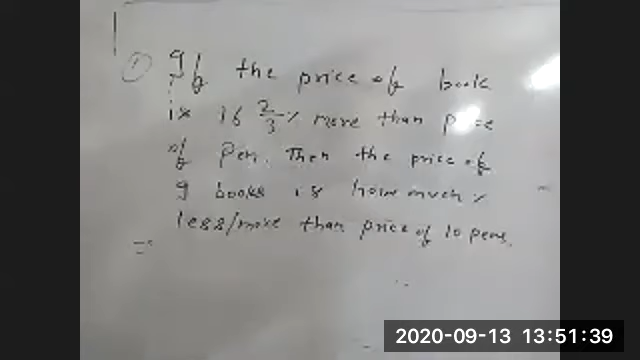 ① If the price of book
is 16 2/3 % more than price
of pen. Then the price of
9 books is how much %
less/more than price of 10 pens.
=
2020-09-13 13:51:39